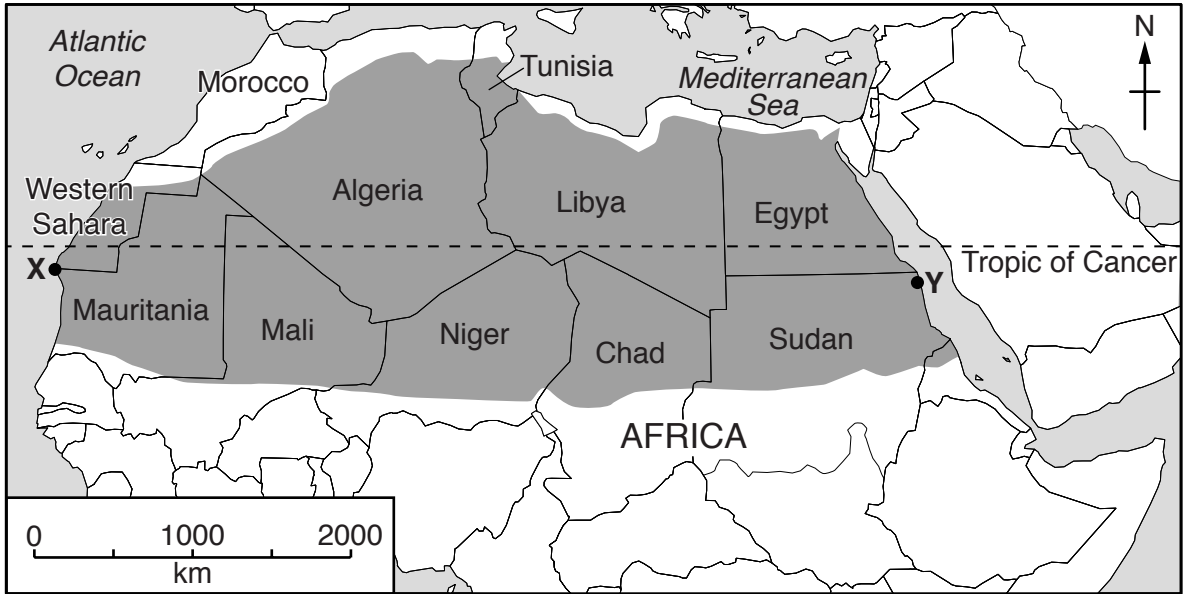 Atlantic
Ocean
Morocco
Tunisia
Mediterranean
Sea
N
Western
Sahara
Algeria
Libya
Egypt
X
Tropic of Cancer
Y
Mauritania
Mali
Niger
Chad
Sudan
AFRICA
0 1000 2000
km